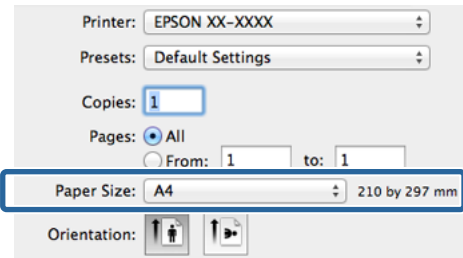 Printer: EPSON XX-XXXX
Presets: Default Settings
Copies: 1
Pages: All
From: 1 to: 1
Paper Size: A4 210 by 297 mm
Orientation: